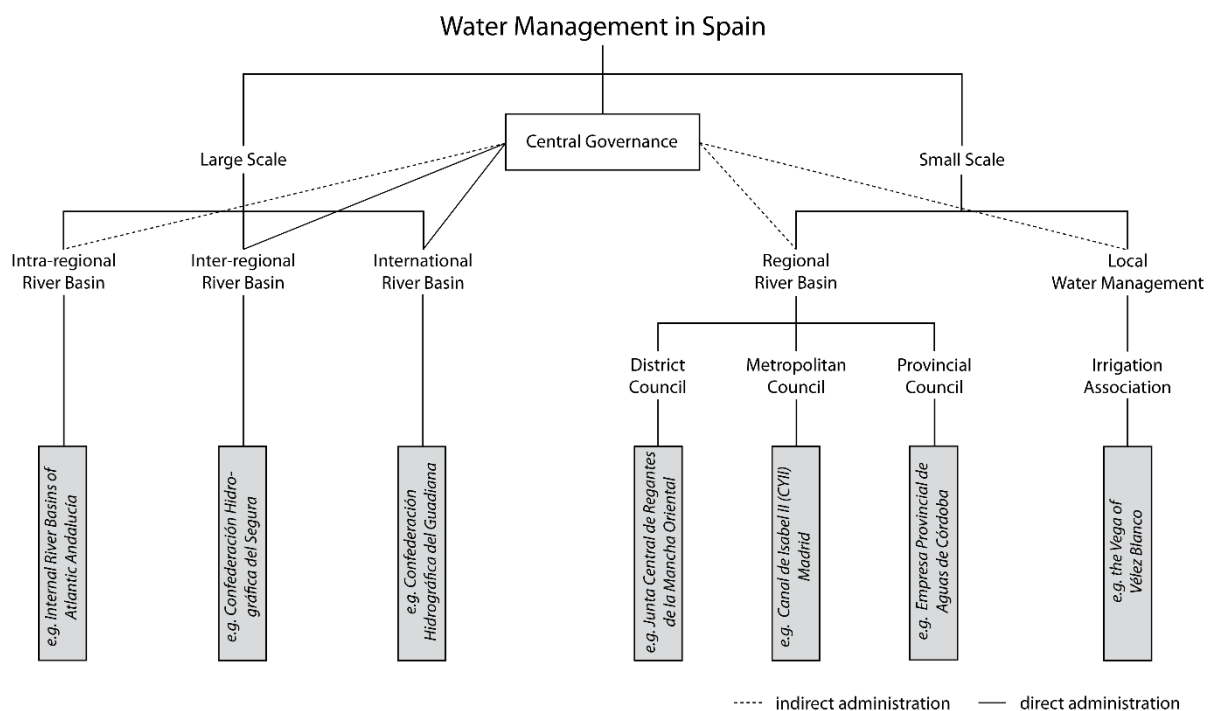 Water Management in Spain
Central Governance
Large Scale
Small Scale
Intra-regional
River Basin
Inter-regional
River Basin
International
River Basin
Regional
River Basin
Local
Water Management
District
Council
Metropolitan
Council
Provincial
Council
Irrigation
Association
e.g. Internal River Basins of
Atlantic Andalucía
e.g. Confederación Hidro-
gráfica del Segura
e.g. Confederación
Hidrográfica del Guadiana
e.g. Junta Central de Regantes
de la Mancha Oriental
e.g. Canal de Isabel II (CYII)
Madrid
e.g. Empresa Provincial de
Aguas de Córdoba
e.g. the Vega of
Vélez Blanco
indirect administration
direct administration